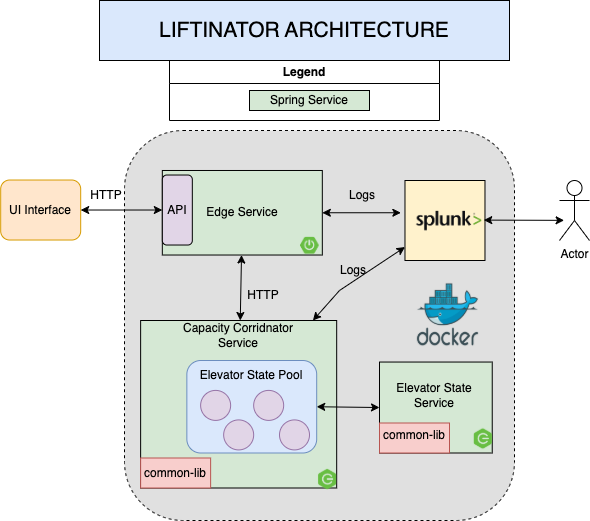 LIFTINATOR ARCHITECTURE
Legend
Spring Service
UI Interface
HTTP
API
Edge Service
Logs
splunk>
Actor
Logs
HTTP
docker
Capacity Corridnator
Service
Elevator State Pool
Elevator State
Service
common-lib
common-lib